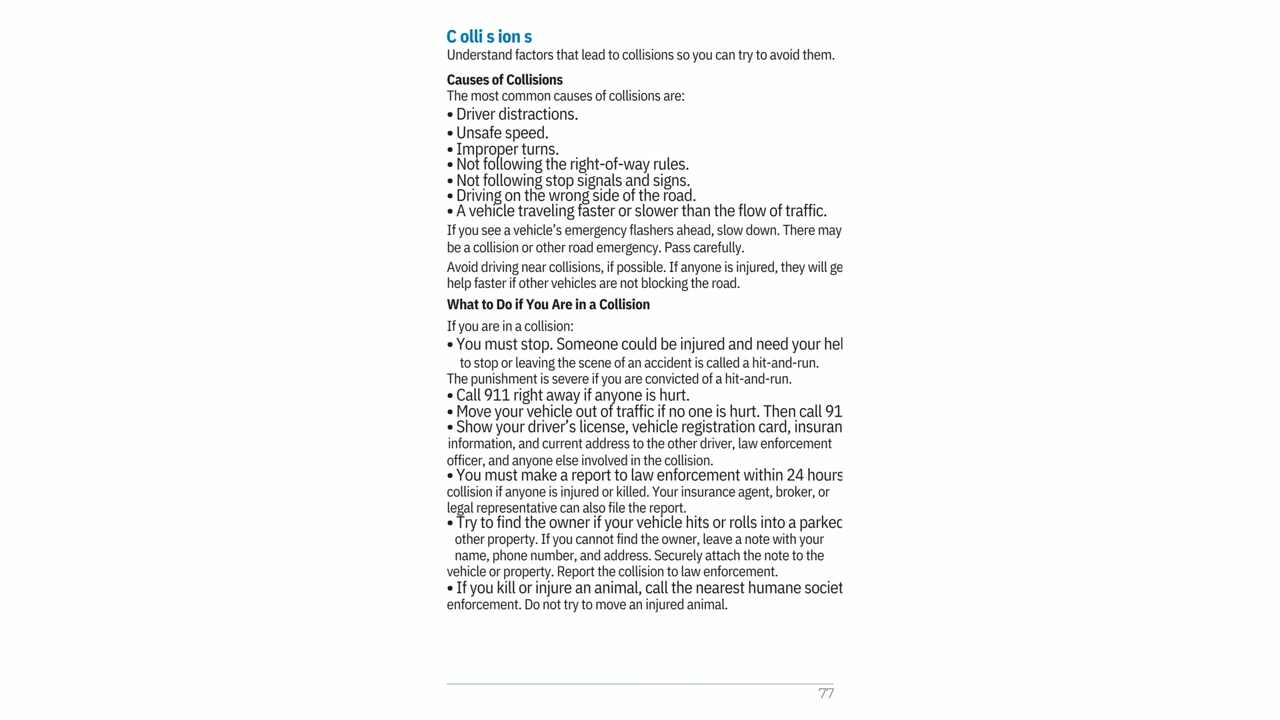 C olli s ion s
Understand factors that lead to collisions so you can try to avoid them.
Causes of Collisions
The most common causes of collisions are:
• Driver distractions.
• Unsafe speed.
• Improper turns.
• Not following the right-of-way rules.
• Not following stop signals and signs.
• Driving on the wrong side of the road.
• A vehicle traveling faster or slower than the flow of traffic.
If you see a vehicle’s emergency flashers ahead, slow down. There may
be a collision or other road emergency. Pass carefully.
Avoid driving near collisions, if possible. If anyone is injured, they will ge
help faster if other vehicles are not blocking the road.
What to Do if You Are in a Collision
If you are in a collision:
• You must stop. Someone could be injured and need your hel
to stop or leaving the scene of an accident is called a hit-and-run.
The punishment is severe if you are convicted of a hit-and-run.
• Call 911 right away if anyone is hurt.
• Move your vehicle out of traffic if no one is hurt. Then call 91
• Show your driver’s license, vehicle registration card, insuran
information, and current address to the other driver, law enforcement
officer, and anyone else involved in the collision.
• You must make a report to law enforcement within 24 hours
collision if anyone is injured or killed. Your insurance agent, broker, or
legal representative can also file the report.
• Try to find the owner if your vehicle hits or rolls into a parked
other property. If you cannot find the owner, leave a note with your
name, phone number, and address. Securely attach the note to the
vehicle or property. Report the collision to law enforcement.
• If you kill or injure an animal, call the nearest humane societ
enforcement. Do not try to move an injured animal.
77